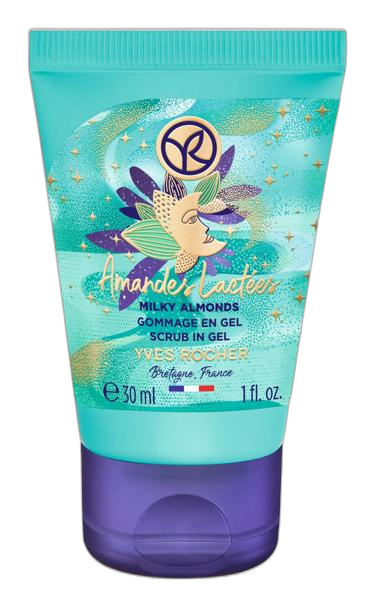 YR
Amandes Lactées
MILKY ALMONDS
GOMMAGE EN GEL
SCRUB IN GEL
YVES ROCHER
Bretagne, France
℮30 ml 1 fl. oz.